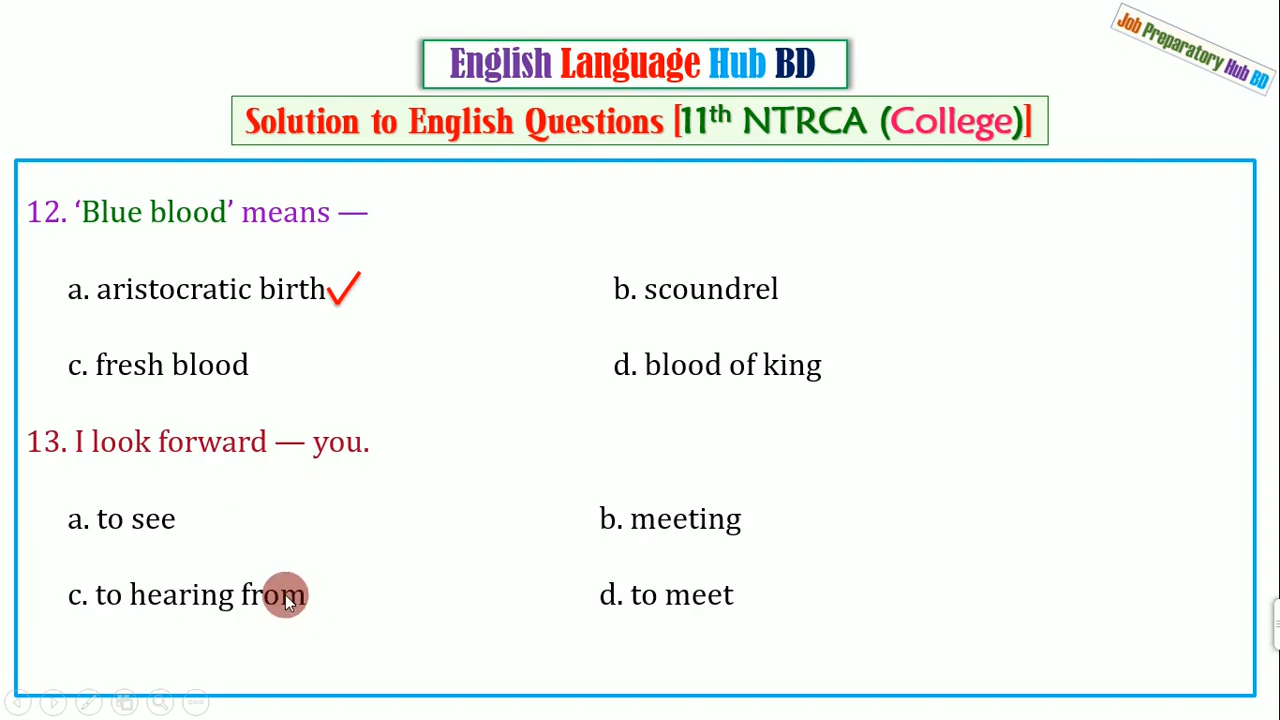 Job Preparatory Hub BD
English Language Hub BD
Solution to English Questions [11th NTRCA (College)]
12. ‘Blue blood’ means —
a. aristocratic birth b. scoundrel
c. fresh blood d. blood of king
13. I look forward — you.
a. to see b. meeting
c. to hearing from d. to meet